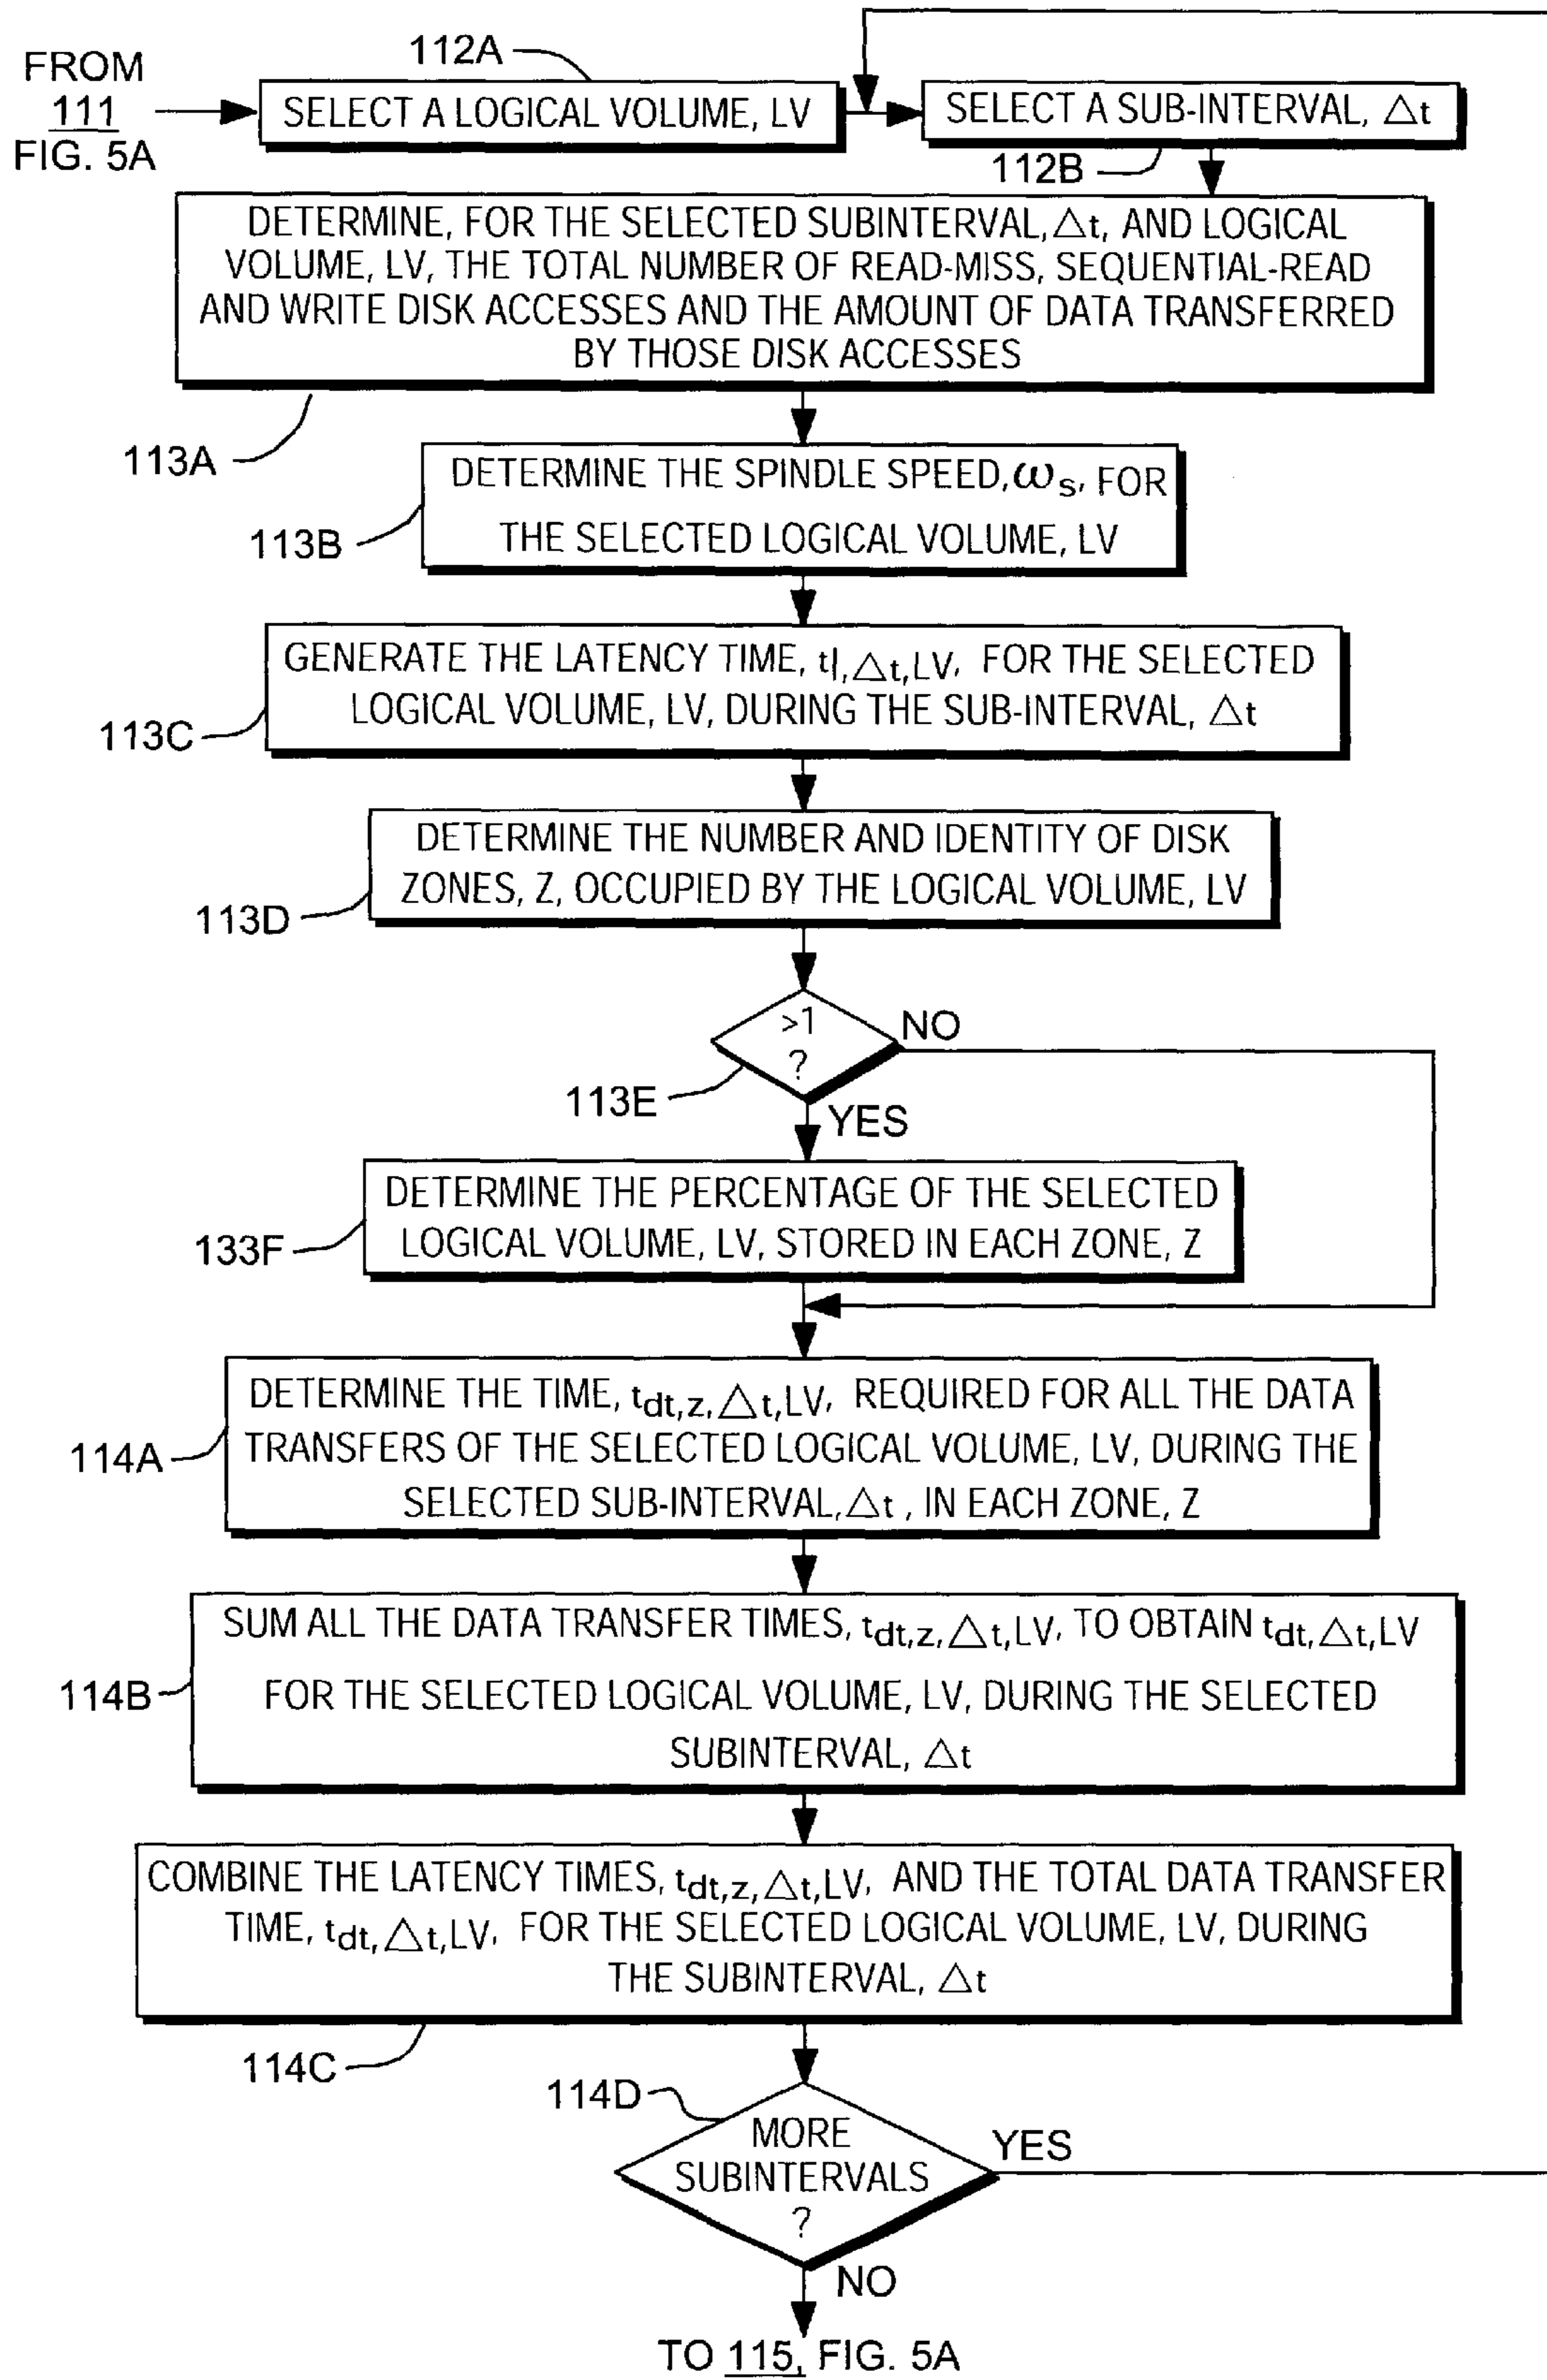 FROM
111
FIG. 5A
112A
SELECT A LOGICAL VOLUME, LV
SELECT A SUB-INTERVAL, △t
112B
DETERMINE, FOR THE SELECTED SUBINTERVAL, △t, AND LOGICAL
VOLUME, LV, THE TOTAL NUMBER OF READ-MISS, SEQUENTIAL-READ
AND WRITE DISK ACCESSES AND THE AMOUNT OF DATA TRANSFERRED
BY THOSE DISK ACCESSES
113A
DETERMINE THE SPINDLE SPEED, ωs, FOR
THE SELECTED LOGICAL VOLUME, LV
113B
GENERATE THE LATENCY TIME, tl,△t,LV, FOR THE SELECTED
LOGICAL VOLUME, LV, DURING THE SUB-INTERVAL, △t
113C
DETERMINE THE NUMBER AND IDENTITY OF DISK
ZONES, Z, OCCUPIED BY THE LOGICAL VOLUME, LV
113D
>1
?
NO
113E
YES
DETERMINE THE PERCENTAGE OF THE SELECTED
LOGICAL VOLUME, LV, STORED IN EACH ZONE, Z
133F
DETERMINE THE TIME, tdt,z,△t,LV, REQUIRED FOR ALL THE DATA
TRANSFERS OF THE SELECTED LOGICAL VOLUME, LV, DURING THE
SELECTED SUB-INTERVAL, △t , IN EACH ZONE, Z
114A
SUM ALL THE DATA TRANSFER TIMES, tdt,z,△t,LV, TO OBTAIN tdt,△t,LV
FOR THE SELECTED LOGICAL VOLUME, LV, DURING THE SELECTED
SUBINTERVAL, △t
114B
COMBINE THE LATENCY TIMES, tdt,z,△t,LV, AND THE TOTAL DATA TRANSFER
TIME, tdt,△t,LV, FOR THE SELECTED LOGICAL VOLUME, LV, DURING
THE SUBINTERVAL, △t
114C
114D
MORE
SUBINTERVALS
?
YES
NO
TO 115, FIG. 5A